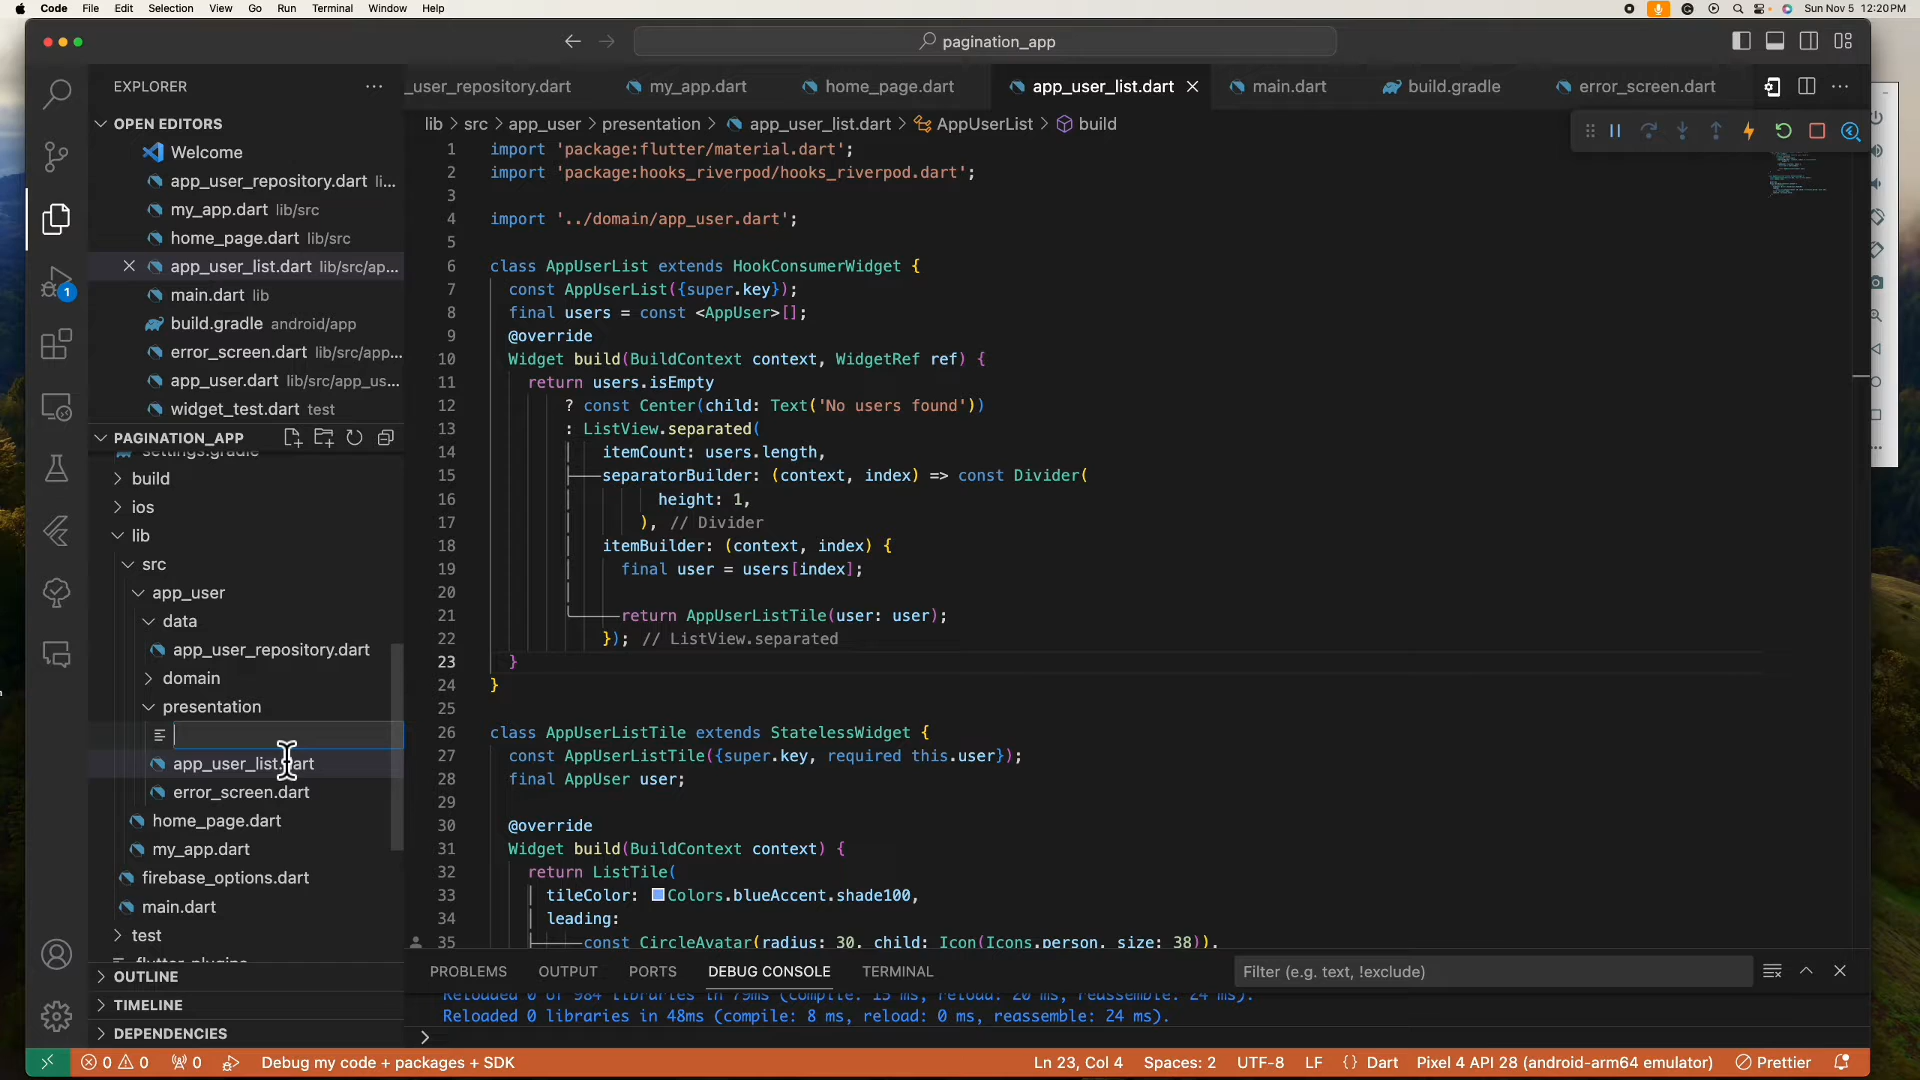 Code File Edit Selection View Go Run Terminal Window Help
Sun Nov 5 12:20 PM
pagination_app
EXPLORER
_user_repository.dart
my_app.dart
home_page.dart
app_user_list.dart
main.dart
build.gradle
error_screen.dart
lib > src > app_user > presentation > app_user_list.dart > AppUserList > build
OPEN EDITORS
Welcome
app_user_repository.dart li...
my_app.dart lib/src
home_page.dart lib/src
app_user_list.dart lib/src/ap...
main.dart lib
build.gradle android/app
error_screen.dart lib/src/app...
app_user.dart lib/src/app_us...
widget_test.dart test
1
PAGINATION_APP
settings.gradle
build
ios
lib
src
app_user
data
app_user_repository.dart
domain
presentation
app_user_list.dart
error_screen.dart
home_page.dart
my_app.dart
firebase_options.dart
main.dart
test
OUTLINE
TIMELINE
DEPENDENCIES
1 import 'package:flutter/material.dart';
2 import 'package:hooks_riverpod/hooks_riverpod.dart';
3
4 import '../domain/app_user.dart';
5
6 class AppUserList extends HookConsumerWidget {
7 const AppUserList({super.key});
8 final users = const <AppUser>[];
9 @override
10 Widget build(BuildContext context, WidgetRef ref) {
11 return users.isEmpty
12 ? const Center(child: Text('No users found'))
13 : ListView.separated(
14 itemCount: users.length,
15 separatorBuilder: (context, index) => const Divider(
16 height: 1,
17 ), // Divider
18 itemBuilder: (context, index) {
19 final user = users[index];
20
21 return AppUserListTile(user: user);
22 }); // ListView.separated
23 }
24 }
25
26 class AppUserListTile extends StatelessWidget {
27 const AppUserListTile({super.key, required this.user});
28 final AppUser user;
29
30 @override
31 Widget build(BuildContext context) {
32 return ListTile(
33 tileColor: Colors.blueAccent.shade100,
34 leading:
35 const CircleAvatar(radius: 30, child: Icon(Icons.person, size: 38)),
PROBLEMS OUTPUT PORTS DEBUG CONSOLE TERMINAL
Filter (e.g. text, !exclude)
Reloaded 0 of 984 libraries in 79ms (compile: 15 ms, reload: 20 ms, reassemble: 24 ms).
Reloaded 0 libraries in 48ms (compile: 8 ms, reload: 0 ms, reassemble: 24 ms).
>
0 0 0 Debug my code + packages + SDK
Ln 23, Col 4 Spaces: 2 UTF-8 LF {} Dart Pixel 4 API 28 (android-arm64 emulator) Prettier